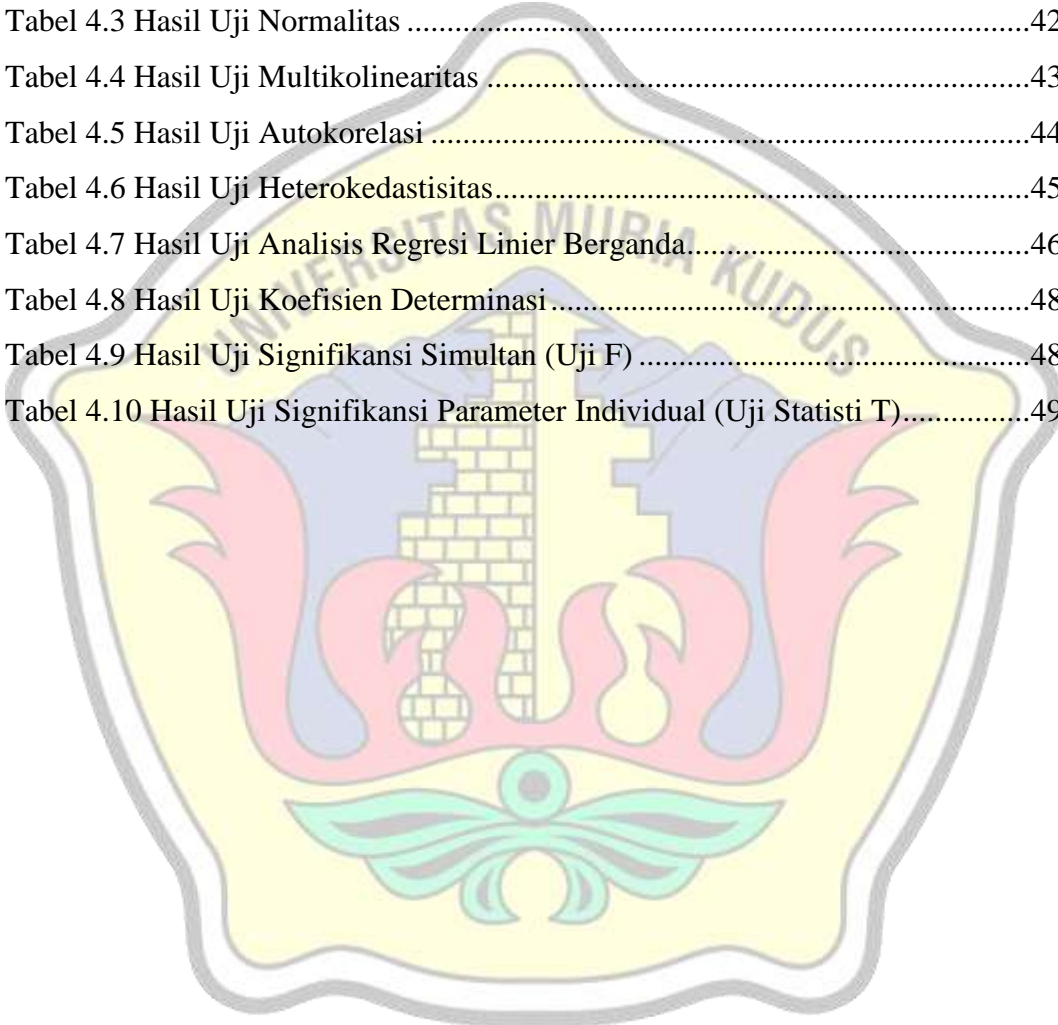 Tabel 4.3 Hasil Uji Normalitas ......................................................................42
Tabel 4.4 Hasil Uji Multikolinearitas .............................................................43
Tabel 4.5 Hasil Uji Autokorelasi ...................................................................44
Tabel 4.6 Hasil Uji Heterokedastisitas............................................................45
Tabel 4.7 Hasil Uji Analisis Regresi Linier Berganda.......................................46
Tabel 4.8 Hasil Uji Koefisien Determinasi ......................................................48
Tabel 4.9 Hasil Uji Signifikansi Simultan (Uji F) ............................................48
Tabel 4.10 Hasil Uji Signifikansi Parameter Individual (Uji Statisti T)...............49
UNIVERSITAS MURIA KUDUS